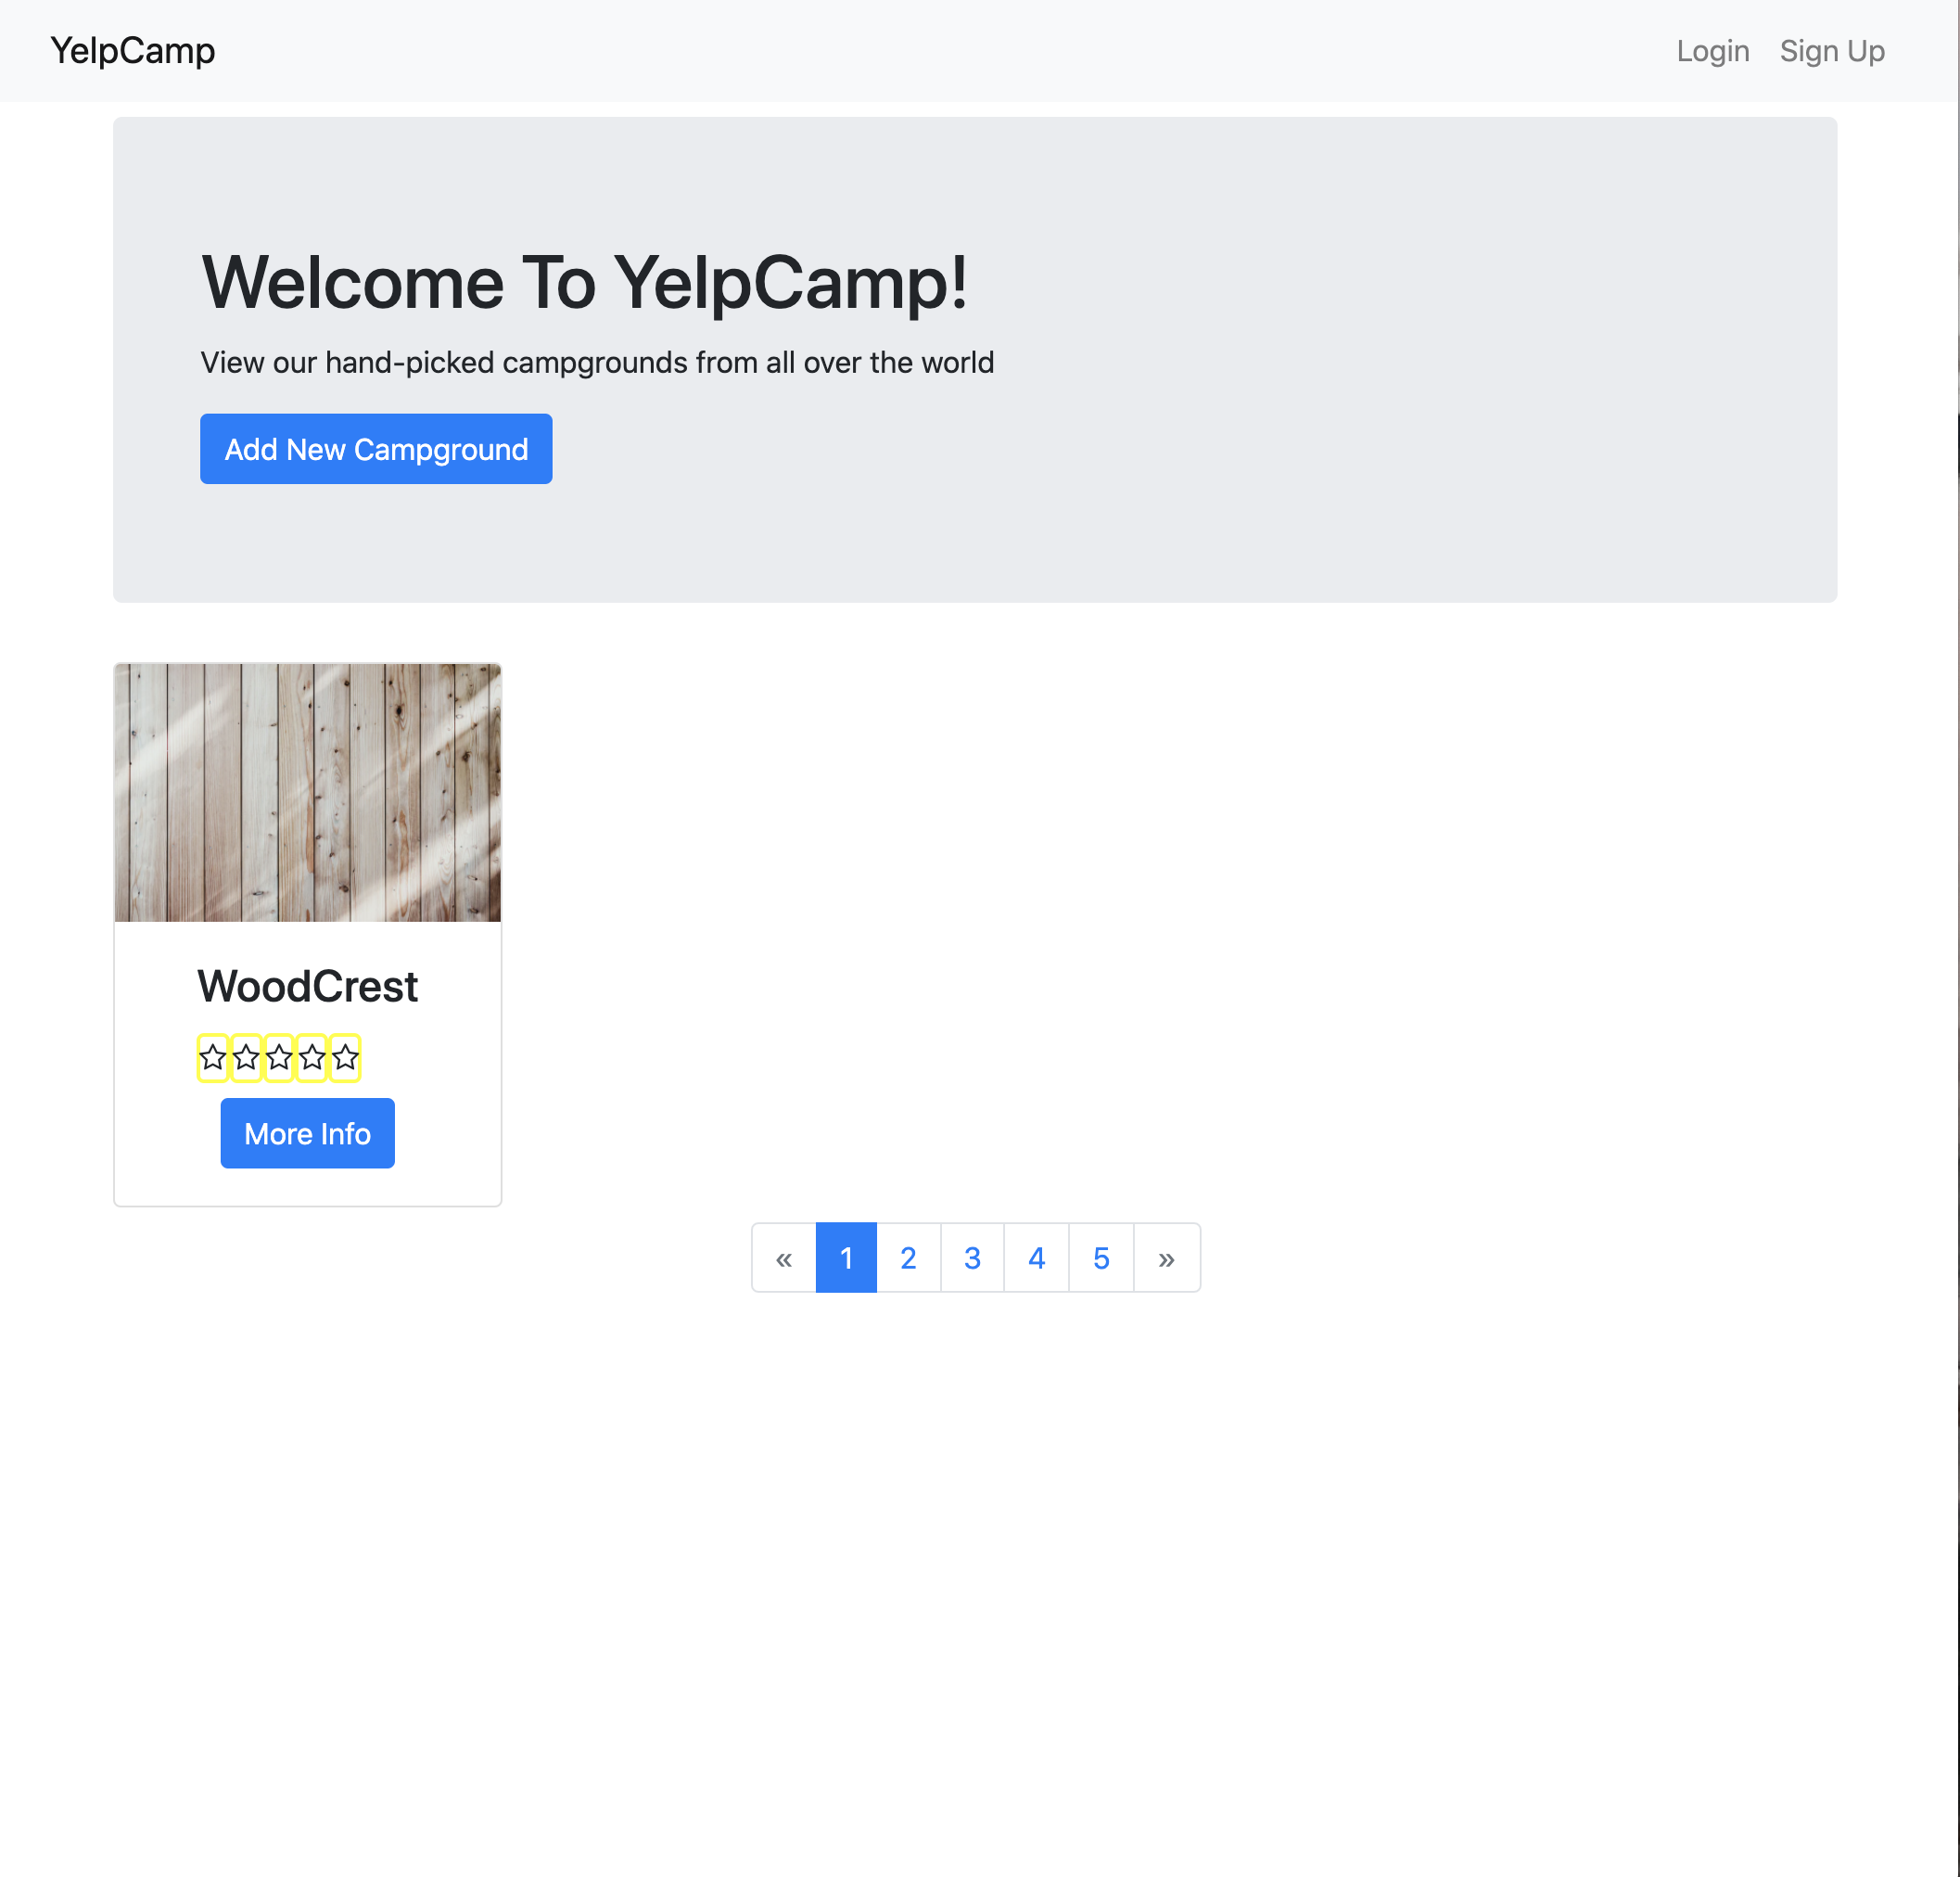 YelpCamp Login Sign Up
Welcome To YelpCamp!
View our hand-picked campgrounds from all over the world
Add New Campground
WoodCrest
More Info
« 1 2 3 4 5 »